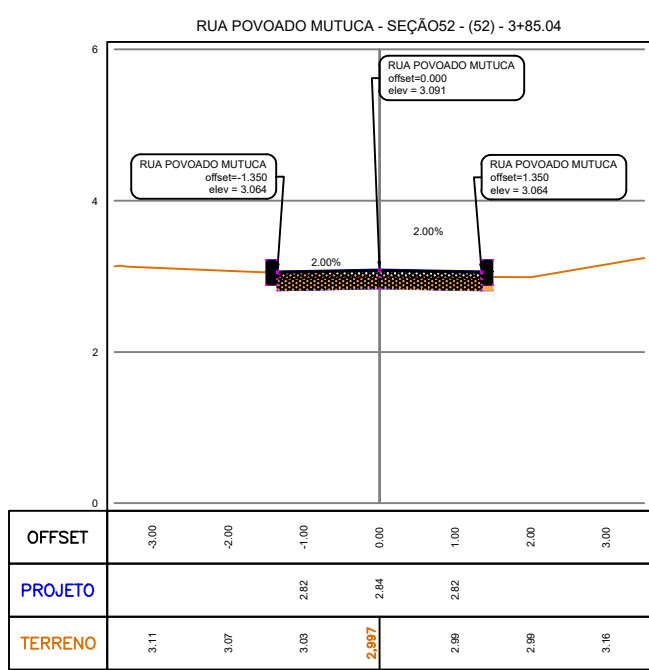 RUA POVOADO MUTUCA - SEÇÃO52 - (52) - 3+85.04
6
RUA POVOADO MUTUCA
offset=0.000
elev = 3.091
RUA POVOADO MUTUCA
offset=-1.350
elev = 3.064
RUA POVOADO MUTUCA
offset=1.350
elev = 3.064
4
2.00%
2.00%
2
0
OFFSET -3.00 -2.00 -1.00 0.00 1.00 2.00 3.00
PROJETO 2.82 2.84 2.82
TERRENO 3.11 3.07 3.03 2,997 2.99 2.99 3.16